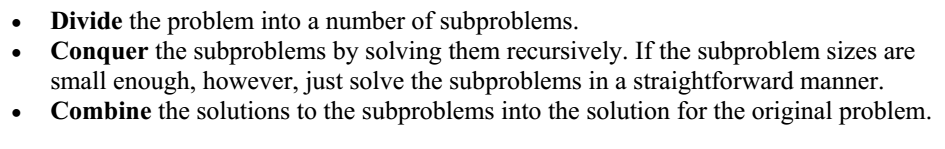 • Divide the problem into a number of subproblems.
• Conquer the subproblems by solving them recursively. If the subproblem sizes are
small enough, however, just solve the subproblems in a straightforward manner.
• Combine the solutions to the subproblems into the solution for the original problem.